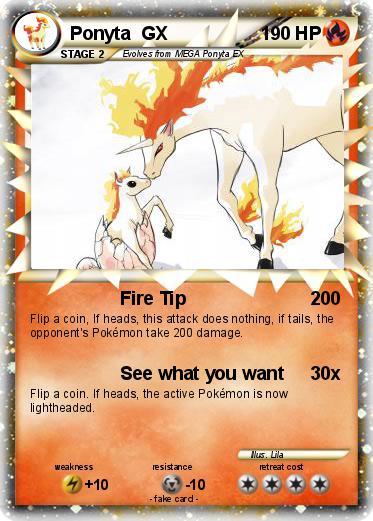 Ponyta GX 190 HP
STAGE 2 Evolves from MEGA Ponyta EX
Fire Tip 200
Flip a coin, If heads, this attack does nothing, if tails, the
opponent's Pokémon take 200 damage.
See what you want 30x
Flip a coin. If heads, the active Pokémon is now
lightheaded.
Illus. Lila
weakness resistance retreat cost
+10 -10
- fake card -